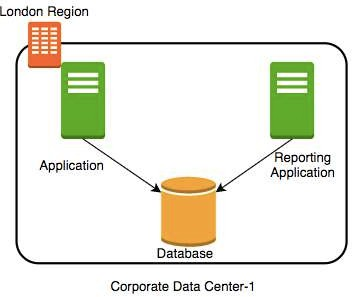 London Region
Application
Reporting
Application
Database
Corporate Data Center-1